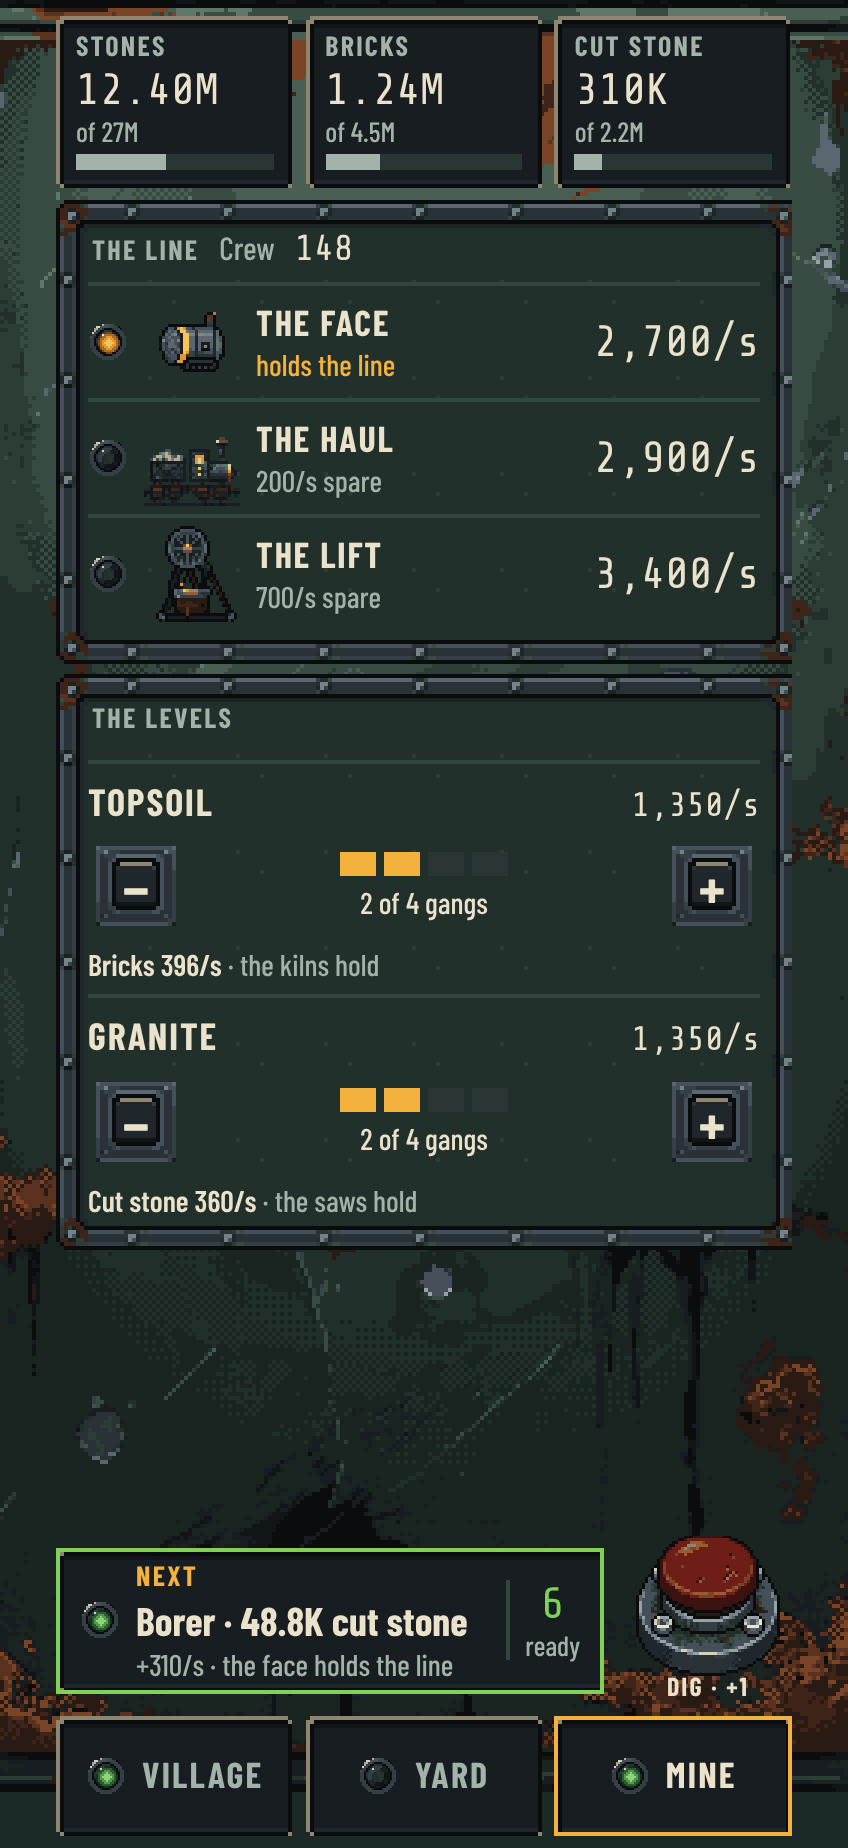 STONES
12.40M
of 27M
BRICKS
1.24M
of 4.5M
CUT STONE
310K
of 2.2M
THE LINE Crew 148
THE FACE
holds the line
2,700/s
THE HAUL
200/s spare
2,900/s
THE LIFT
700/s spare
3,400/s
THE LEVELS
TOPSOIL 1,350/s
− +
2 of 4 gangs
Bricks 396/s · the kilns hold
GRANITE 1,350/s
− +
2 of 4 gangs
Cut stone 360/s · the saws hold
NEXT
Borer · 48.8K cut stone
+310/s · the face holds the line
6
ready
DIG · +1
VILLAGE YARD MINE